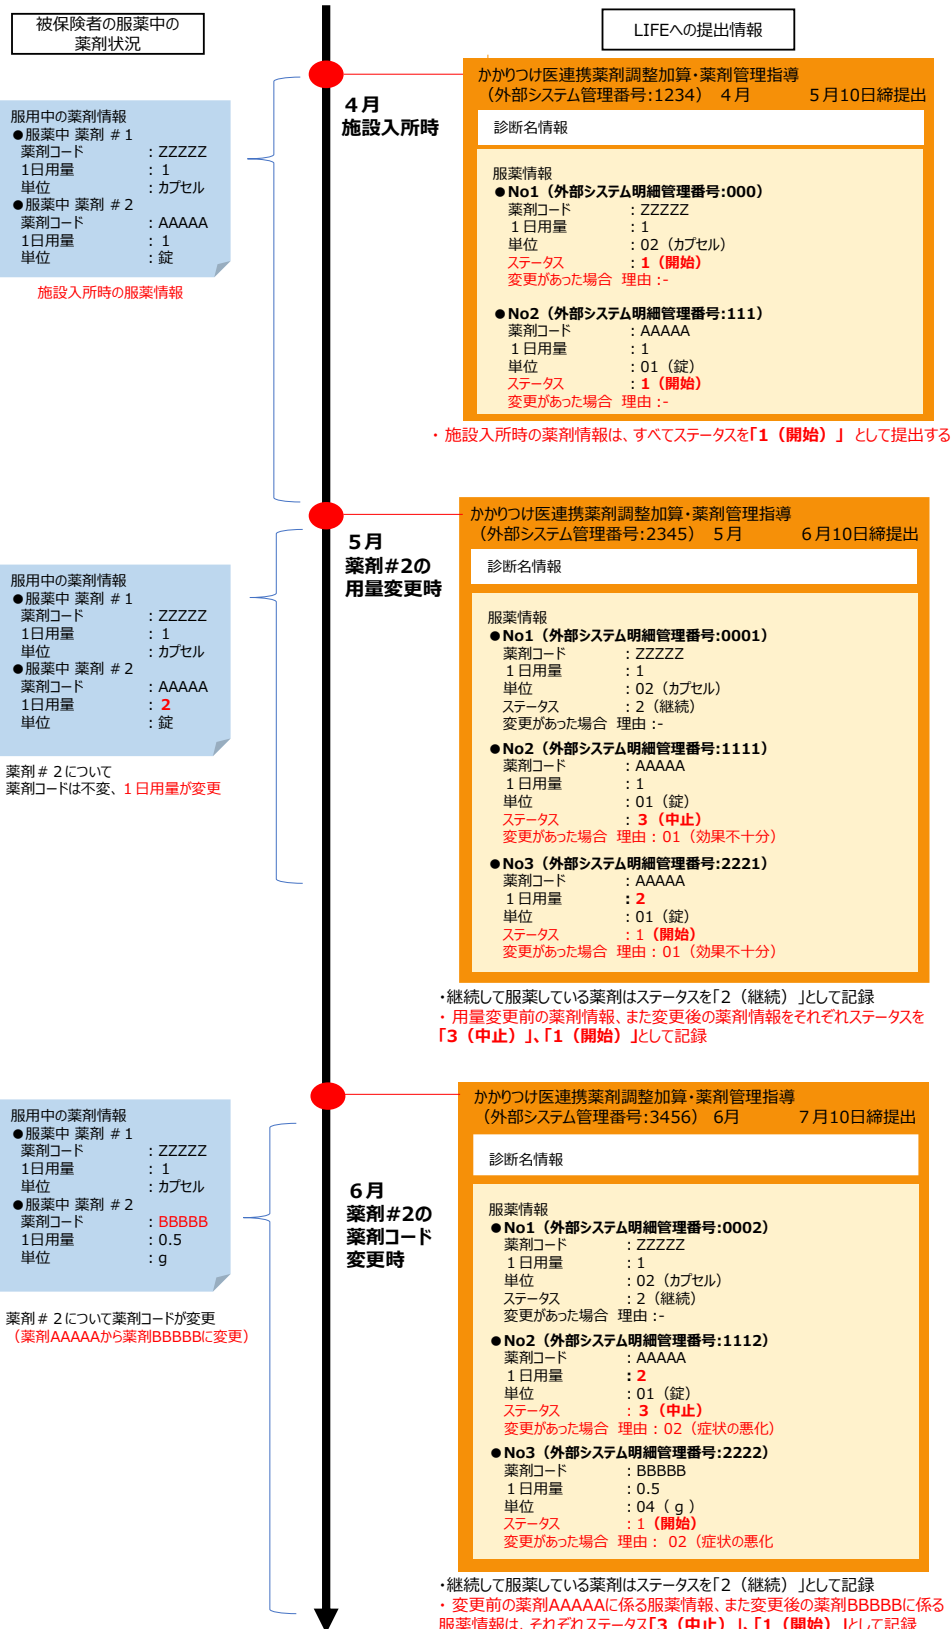 被保険者の服薬中の
薬剤状況
LIFEへの提出情報
4月
施設入所時
服用中の薬剤情報
●服薬中 薬剤 #1
薬剤コード : ZZZZZ
1日用量 : 1
単位 : カプセル
●服薬中 薬剤 #2
薬剤コード : AAAAA
1日用量 : 1
単位 : 錠
施設入所時の服薬情報
かかりつけ医連携薬剤調整加算・薬剤管理指導
(外部システム管理番号:1234) 4月 5月10日締提出
診断名情報
服薬情報
●No1(外部システム明細管理番号:000)
薬剤コード : ZZZZZ
1日用量 : 1
単位 : 02(カプセル)
ステータス : 1(開始)
変更があった場合 理由 :-
●No2(外部システム明細管理番号:111)
薬剤コード : AAAAA
1日用量 : 1
単位 : 01(錠)
ステータス : 1(開始)
変更があった場合 理由 :-
・施設入所時の薬剤情報は、すべてステータスを「1(開始)」 として提出する
5月
薬剤#2の
用量変更時
服用中の薬剤情報
●服薬中 薬剤 #1
薬剤コード : ZZZZZ
1日用量 : 1
単位 : カプセル
●服薬中 薬剤 #2
薬剤コード : AAAAA
1日用量 : 2
単位 : 錠
薬剤#2について
薬剤コードは不変、1日用量が変更
かかりつけ医連携薬剤調整加算・薬剤管理指導
(外部システム管理番号:2345) 5月 6月10日締提出
診断名情報
服薬情報
●No1(外部システム明細管理番号:0001)
薬剤コード : ZZZZZ
1日用量 : 1
単位 : 02(カプセル)
ステータス : 2(継続)
変更があった場合 理由 :-
●No2(外部システム明細管理番号:1111)
薬剤コード : AAAAA
1日用量 : 1
単位 : 01(錠)
ステータス : 3(中止)
変更があった場合 理由 : 01(効果不十分)
●No3(外部システム明細管理番号:2221)
薬剤コード : AAAAA
1日用量 : 2
単位 : 01(錠)
ステータス : 1(開始)
変更があった場合 理由 : 01(効果不十分)
・継続して服薬している薬剤はステータスを「2(継続)」として記録
・用量変更前の薬剤情報、また変更後の薬剤情報をそれぞれステータスを
「3(中止)」、「1(開始)」として記録
6月
薬剤#2の
薬剤コード
変更時
服用中の薬剤情報
●服薬中 薬剤 #1
薬剤コード : ZZZZZ
1日用量 : 1
単位 : カプセル
●服薬中 薬剤 #2
薬剤コード : BBBBB
1日用量 : 0.5
単位 : g
薬剤#2について薬剤コードが変更
(薬剤AAAAAから薬剤BBBBBに変更)
かかりつけ医連携薬剤調整加算・薬剤管理指導
(外部システム管理番号:3456) 6月 7月10日締提出
診断名情報
服薬情報
●No1(外部システム明細管理番号:0002)
薬剤コード : ZZZZZ
1日用量 : 1
単位 : 02(カプセル)
ステータス : 2(継続)
変更があった場合 理由 :-
●No2(外部システム明細管理番号:1112)
薬剤コード : AAAAA
1日用量 : 2
単位 : 01(錠)
ステータス : 3(中止)
変更があった場合 理由 : 02(症状の悪化)
●No3(外部システム明細管理番号:2222)
薬剤コード : BBBBB
1日用量 : 0.5
単位 : 04(g)
ステータス : 1(開始)
変更があった場合 理由 : 02(症状の悪化
・継続して服薬している薬剤はステータスを「2(継続)」として記録
・変更前の薬剤AAAAAに係る服薬情報、また変更後の薬剤BBBBBに係る
服薬情報は、それぞれステータス「3(中止)」、「1(開始)」として記録